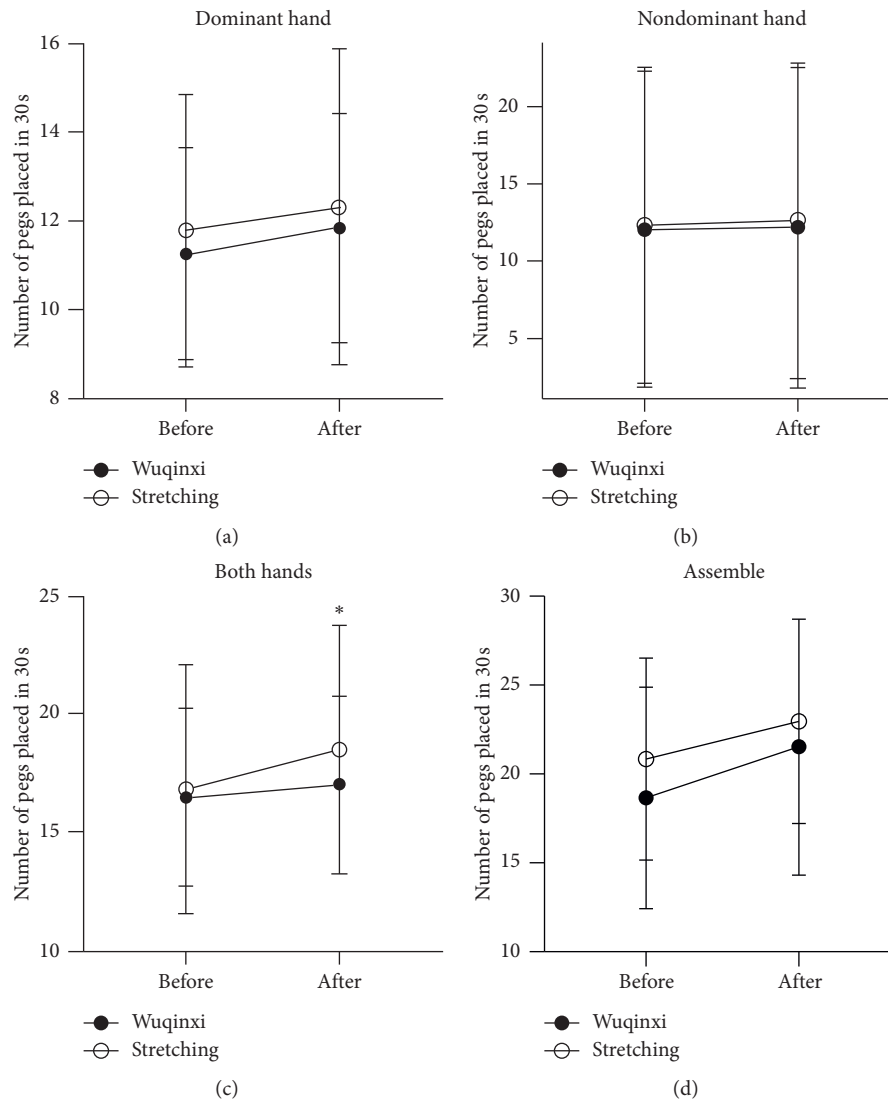 Dominant hand
Number of pegs placed in 30 s
16
14
12
10
8
Before After
Wuqinxi
Stretching
(a)
Nondominant hand
Number of pegs placed in 30 s
20
15
10
5
Before After
Wuqinxi
Stretching
(b)
Both hands
Number of pegs placed in 30 s
25
20
15
10
*
Before After
Wuqinxi
Stretching
(c)
Assemble
Number of pegs placed in 30 s
30
25
20
15
10
Before After
Wuqinxi
Stretching
(d)